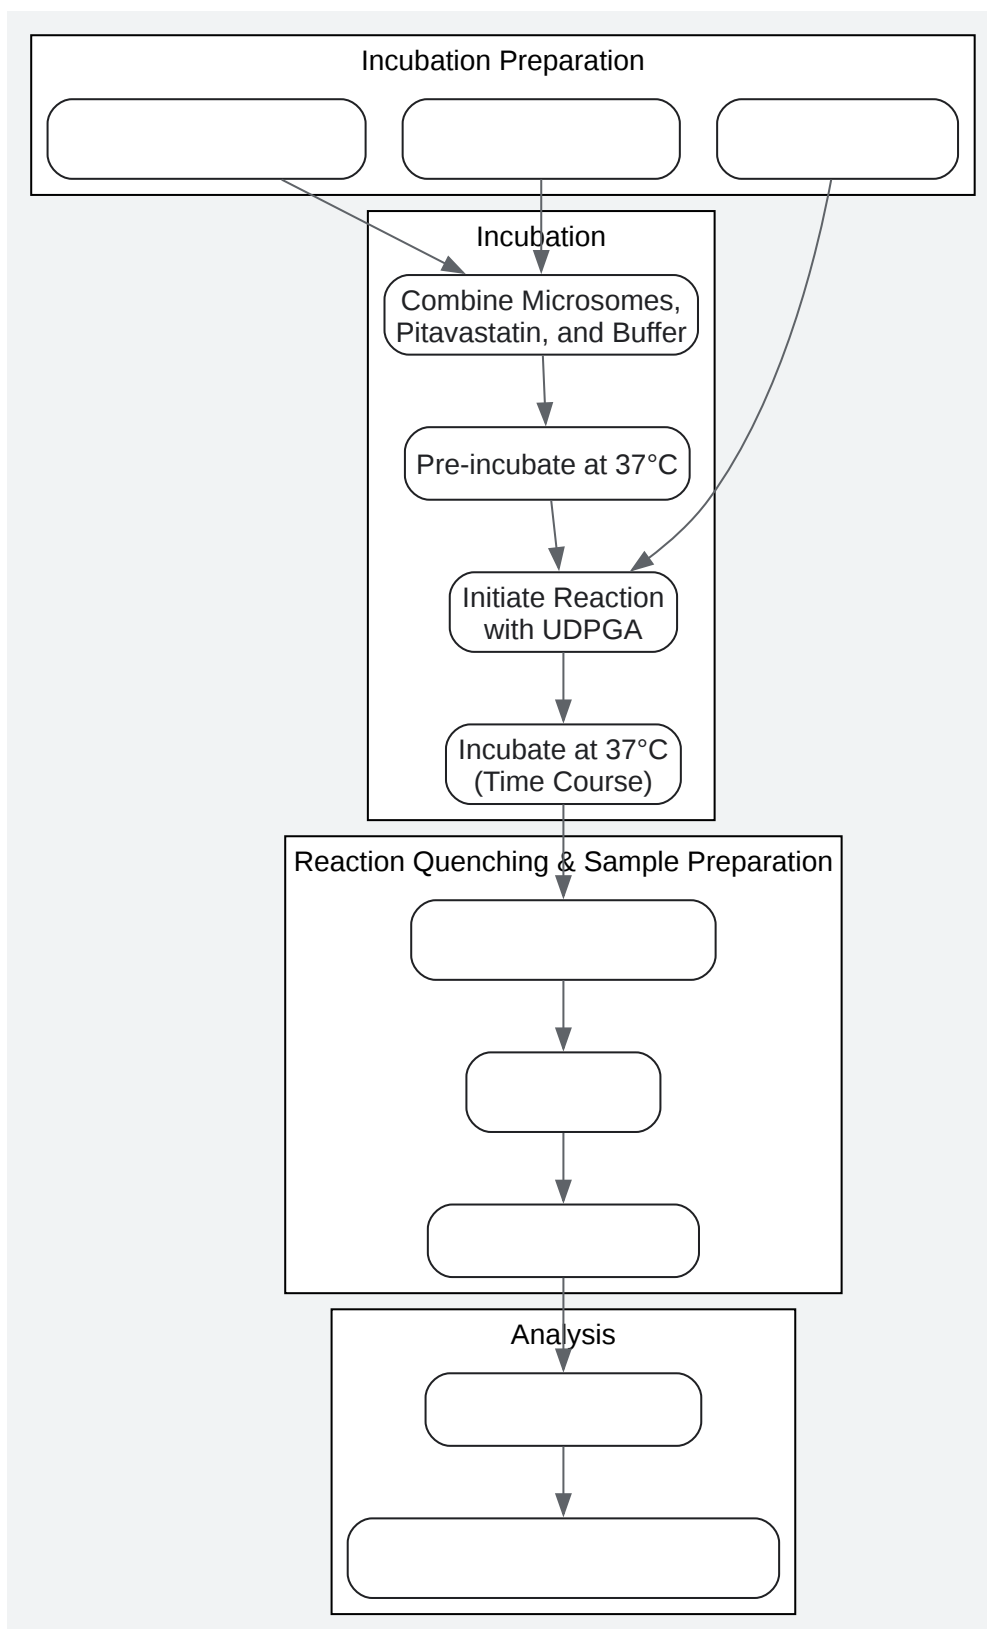 Incubation Preparation
Incubation
Combine Microsomes,
Pitavastatin, and Buffer
Pre-incubate at 37°C
Initiate Reaction
with UDPGA
Incubate at 37°C
(Time Course)
Reaction Quenching & Sample Preparation
Analysis